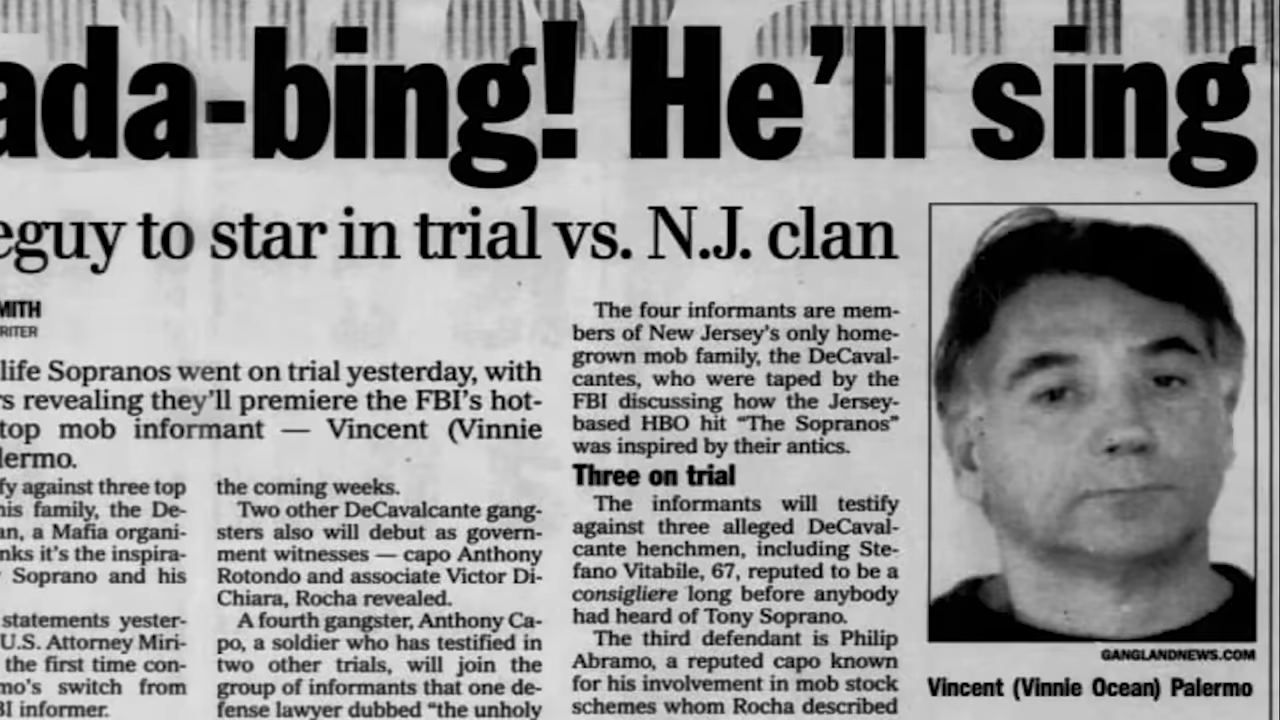 ada-bing! He’ll sing
eguy to star in trial vs. N.J. clan
MITH
RITER
life Sopranos went on trial yesterday, with
rs revealing they’ll premiere the FBI’s hot-
top mob informant — Vincent (Vinnie
lermo.
fy against three top
his family, the De-
an, a Mafia organi-
nks it’s the inspira-
Soprano and his
statements yester-
U.S. Attorney Miri-
the first time con-
mo’s switch from
BI informer.
the coming weeks.
Two other DeCavalcante gang-
sters also will debut as govern-
ment witnesses — capo Anthony
Rotondo and associate Victor Di-
Chiara, Rocha revealed.
A fourth gangster, Anthony Ca-
po, a soldier who has testified in
two other trials, will join the
group of informants that one de-
fense lawyer dubbed “the unholy
The four informants are mem-
bers of New Jersey’s only home-
grown mob family, the DeCaval-
cantes, who were taped by the
FBI discussing how the Jersey-
based HBO hit “The Sopranos”
was inspired by their antics.
Three on trial
The informants will testify
against three alleged DeCaval-
cante henchmen, including Ste-
fano Vitabile, 67, reputed to be a
consigliere long before anybody
had heard of Tony Soprano.
The third defendant is Philip
Abramo, a reputed capo known
for his involvement in mob stock
schemes whom Rocha described
GANGLANDNEWS.COM
Vincent (Vinnie Ocean) Palermo